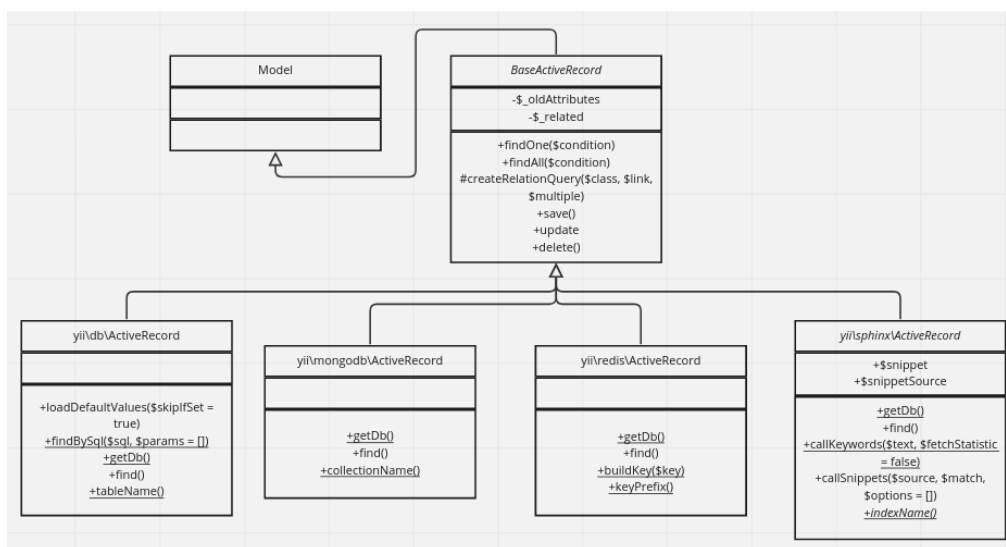 Model
BaseActiveRecord
-$_oldAttributes
-$_related
+findOne($condition)
+findAll($condition)
#createRelationQuery($class, $link,
$multiple)
+save()
+update
+delete()
yii\db\ActiveRecord
+loadDefaultValues($skipIfSet =
true)
+findBySql($sql, $params = [])
+getDb()
+find()
+tableName()
yii\mongodb\ActiveRecord
+getDb()
+find()
+collectionName()
yii\redis\ActiveRecord
+getDb()
+find()
+buildKey($key)
+keyPrefix()
yii\sphinx\ActiveRecord
+$snippet
+$snippetSource
+getDb()
+find()
+callKeywords($text, $fetchStatistic
= false)
+callSnippets($source, $match,
$options = [])
+indexName()